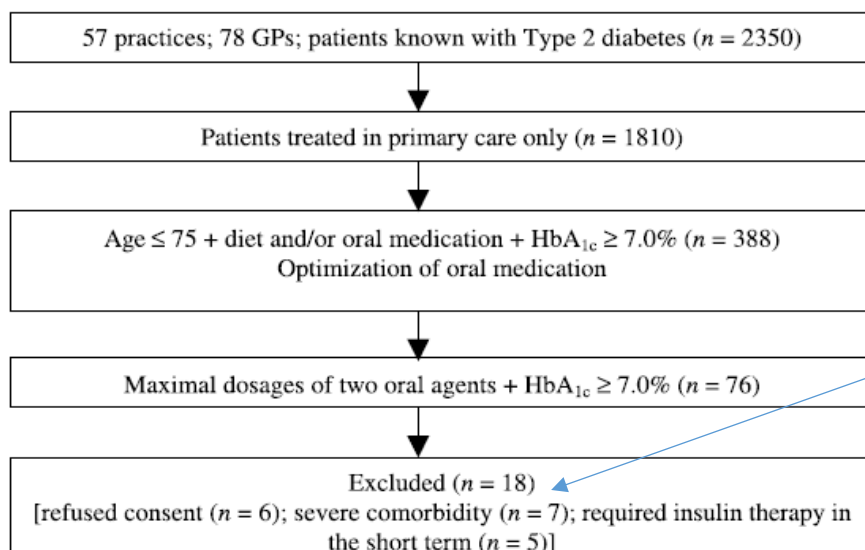 57 practices; 78 GPs; patients known with Type 2 diabetes (n = 2350)
Patients treated in primary care only (n = 1810)
Age ≤ 75 + diet and/or oral medication + HbA1c ≥ 7.0% (n = 388)
Optimization of oral medication
Maximal dosages of two oral agents + HbA1c ≥ 7.0% (n = 76)
Excluded (n = 18)
[refused consent (n = 6); severe comorbidity (n = 7); required insulin therapy in
the short term (n = 5)]